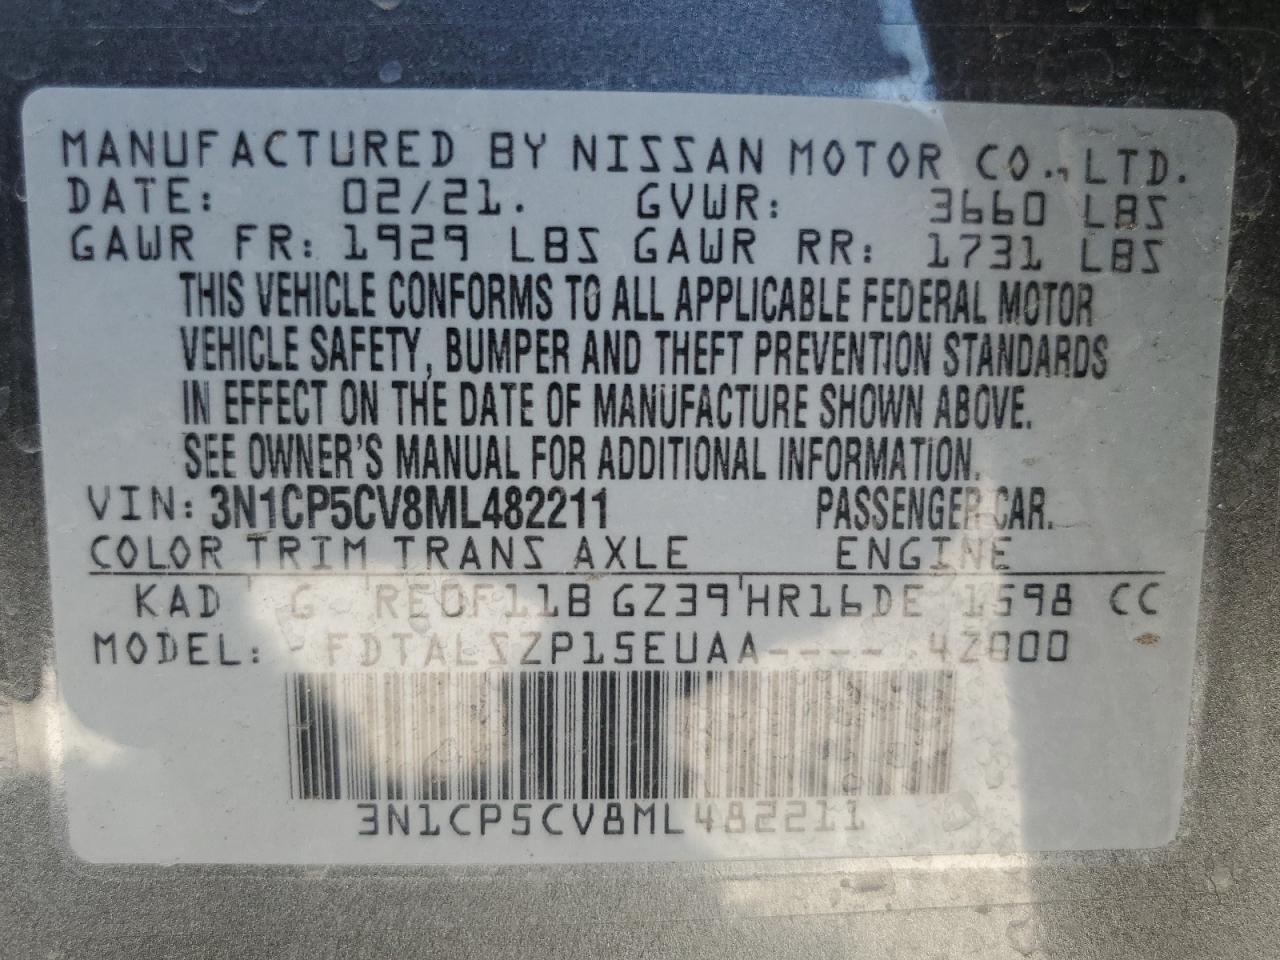 MANUFACTURED BY NISSAN MOTOR CO., LTD.
DATE: 02/21. GVWR: 3660 LBS
GAWR FR: 1929 LBS GAWR RR: 1731 LBS
THIS VEHICLE CONFORMS TO ALL APPLICABLE FEDERAL MOTOR
VEHICLE SAFETY, BUMPER AND THEFT PREVENTION STANDARDS
IN EFFECT ON THE DATE OF MANUFACTURE SHOWN ABOVE.
SEE OWNER'S MANUAL FOR ADDITIONAL INFORMATION.
VIN: 3N1CP5CV8ML482211 PASSENGER CAR.
COLOR TRIM TRANS AXLE ENGINE
KAD G RE0F11B GZ39 HR16DE 1598 CC
MODEL: FDTALSZP15EUAA---- 42000
3N1CP5CV8ML482211